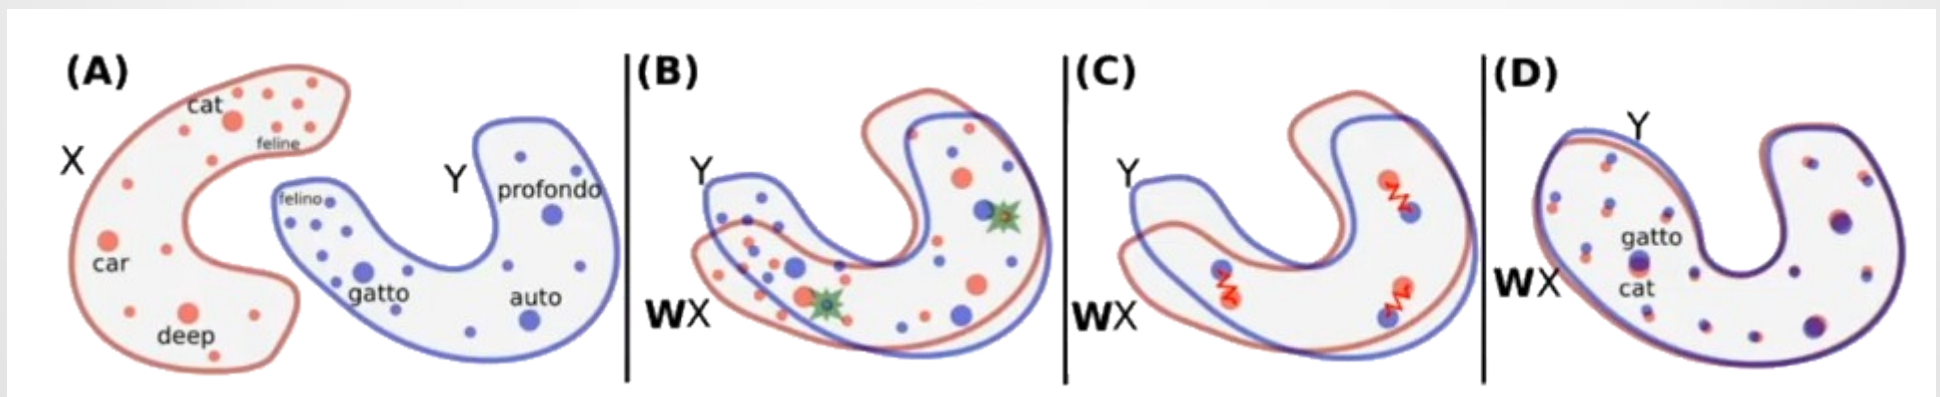 (A)
cat
feline
X
car
deep
Y
felino
profondo
gatto
auto
(B)
Y
WX
(C)
Y
WX
(D)
Y
gatto
WX
cat